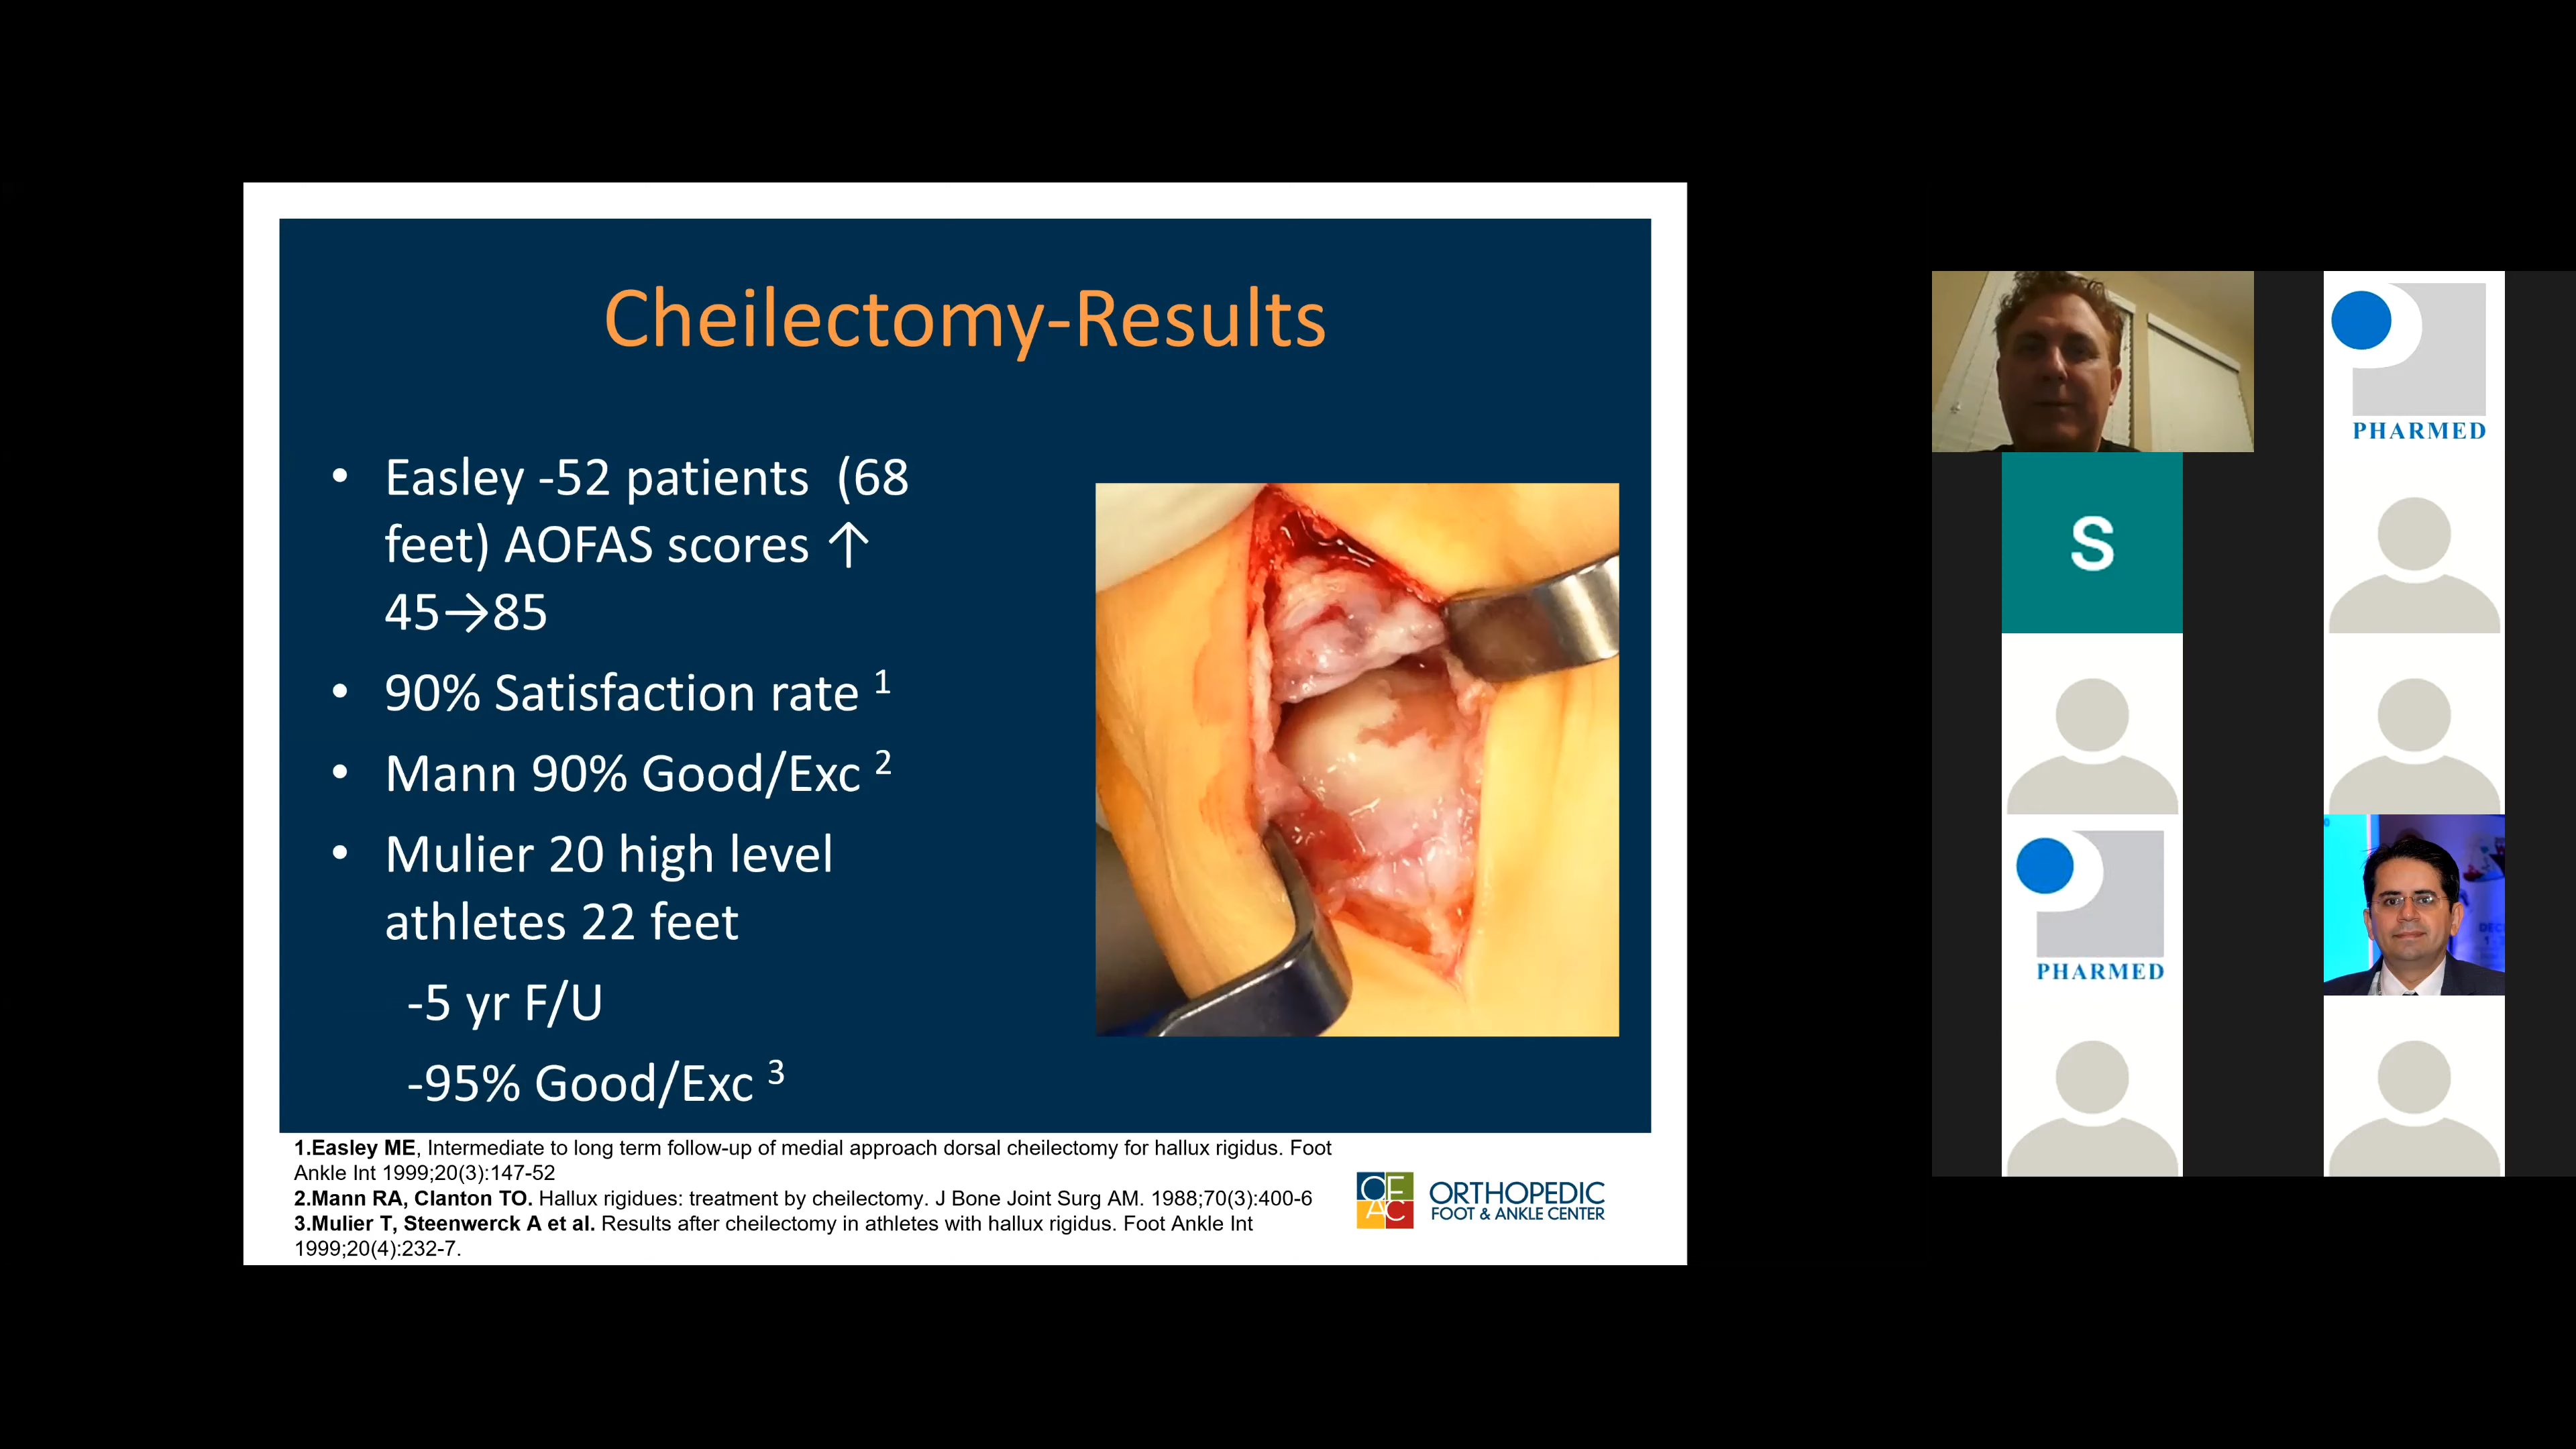 Cheilectomy-Results
• Easley -52 patients  (68
feet) AOFAS scores ↑
45→85
• 90% Satisfaction rate ¹
• Mann 90% Good/Exc ²
• Mulier 20 high level
athletes 22 feet
-5 yr F/U
-95% Good/Exc ³
1.Easley ME, Intermediate to long term follow-up of medial approach dorsal cheilectomy for hallux rigidus. Foot
Ankle Int 1999;20(3):147-52
2.Mann RA, Clanton TO. Hallux rigidues: treatment by cheilectomy. J Bone Joint Surg AM. 1988;70(3):400-6
3.Mulier T, Steenwerck A et al. Results after cheilectomy in athletes with hallux rigidus. Foot Ankle Int
1999;20(4):232-7.
OF
AC
ORTHOPEDIC
FOOT & ANKLE CENTER
PHARMED
S
PHARMED